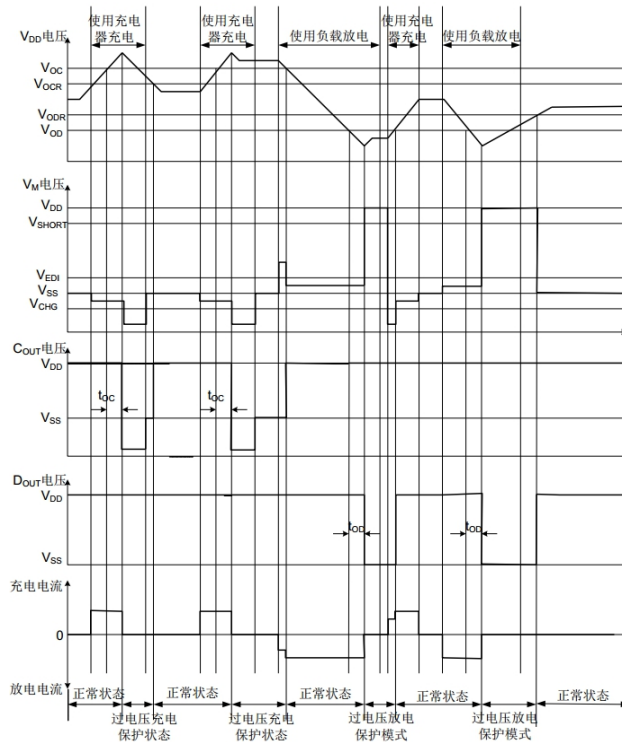 使用充电
器充电
使用充电
器充电
使用负载放电
使用充电
器充电
使用负载放电
VDD电压
VOC
VOCR
VODR
VOD
VM电压
VDD
VSHORT
VEDI
VSS
VCHG
COUT电压
VDD
tOC
tOC
VSS
DOUT电压
VDD
tOD
tOD
VSS
充电电流
0
放电电流
正常状态
正常状态
正常状态
正常状态
正常状态
过电压充电
保护状态
过电压充电
保护状态
过电压放电
保护模式
过电压放电
保护模式